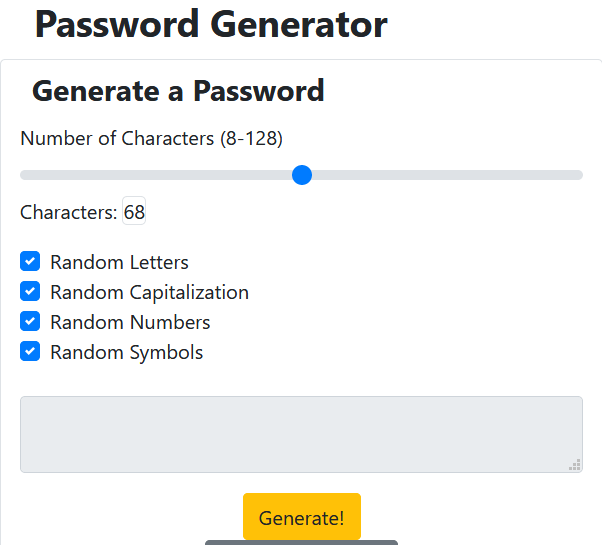 Password Generator
Generate a Password
Number of Characters (8-128)
Characters: 68
Random Letters
Random Capitalization
Random Numbers
Random Symbols
Generate!